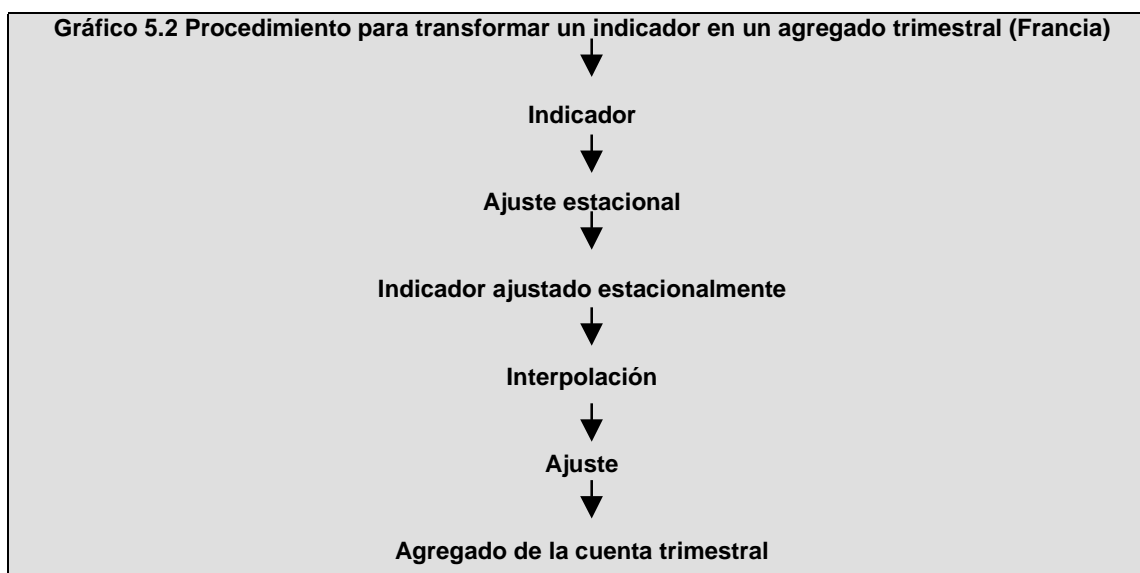 Gráfico 5.2 Procedimiento para transformar un indicador en un agregado trimestral (Francia)
Indicador
Ajuste estacional
Indicador ajustado estacionalmente
Interpolación
Ajuste
Agregado de la cuenta trimestral